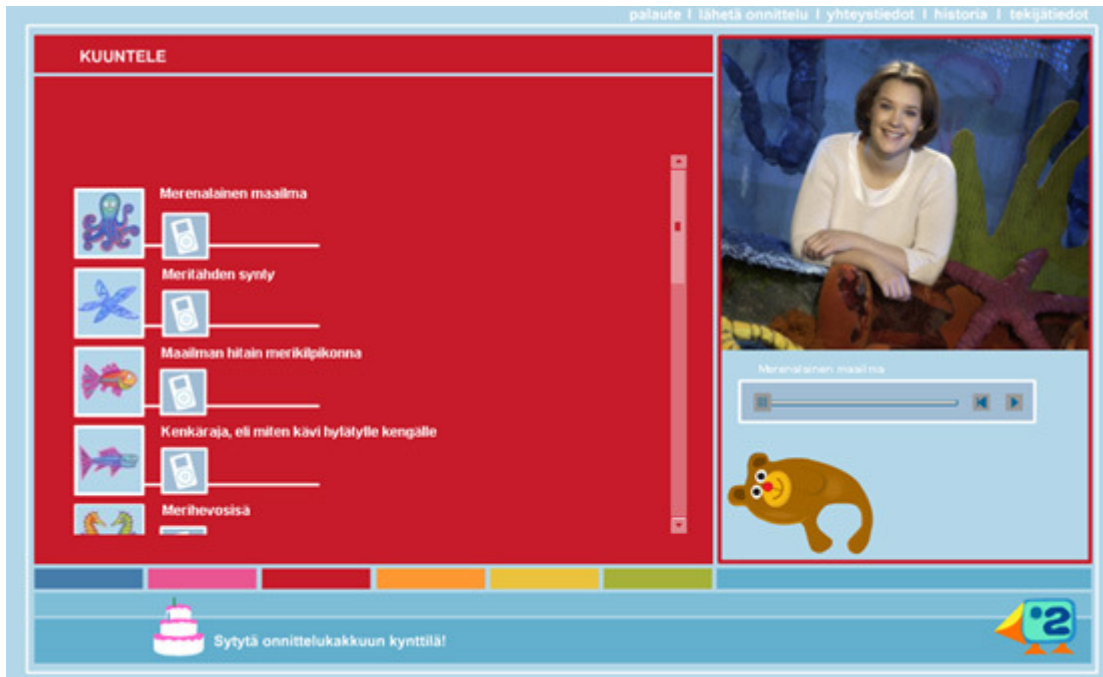 palaute I lähetä onnittelu I yhteystiedot I historia I tekijätiedot
KUUNTELE
Merenalainen maailma
Meritähden synty
Maailman hitain merikilpikonna
Kenkäraja, eli miten kävi hylätylle kengälle
Merihevosisä
Merenalainen maailma
Sytytä onnittelukakkuun kynttilä!
2